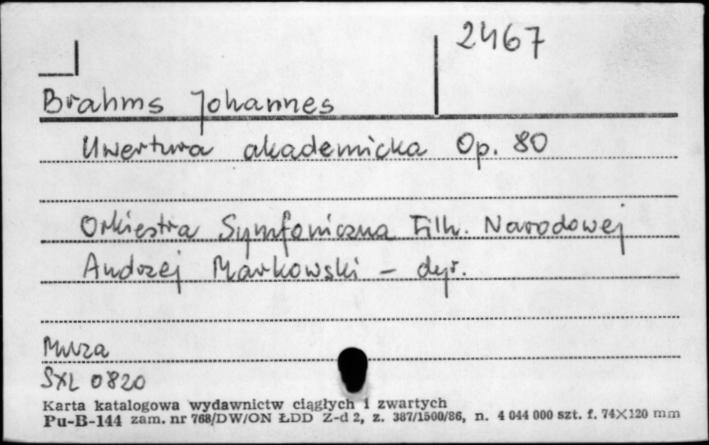 2467
Brahms Johannes
Uwertura akademicka Op. 80
Orkiestra Symfoniczna Filh. Narodowej
Andrzej Markowski – dyr.
Muza
SXL 0820
Karta katalogowa wydawnictw ciągłych i zwartych
Pu-B-144 zam. nr 768/DW/ON ŁDD Z-d 2, z. 387/1500/86, n. 4 044 000 szt. f. 74×120 mm